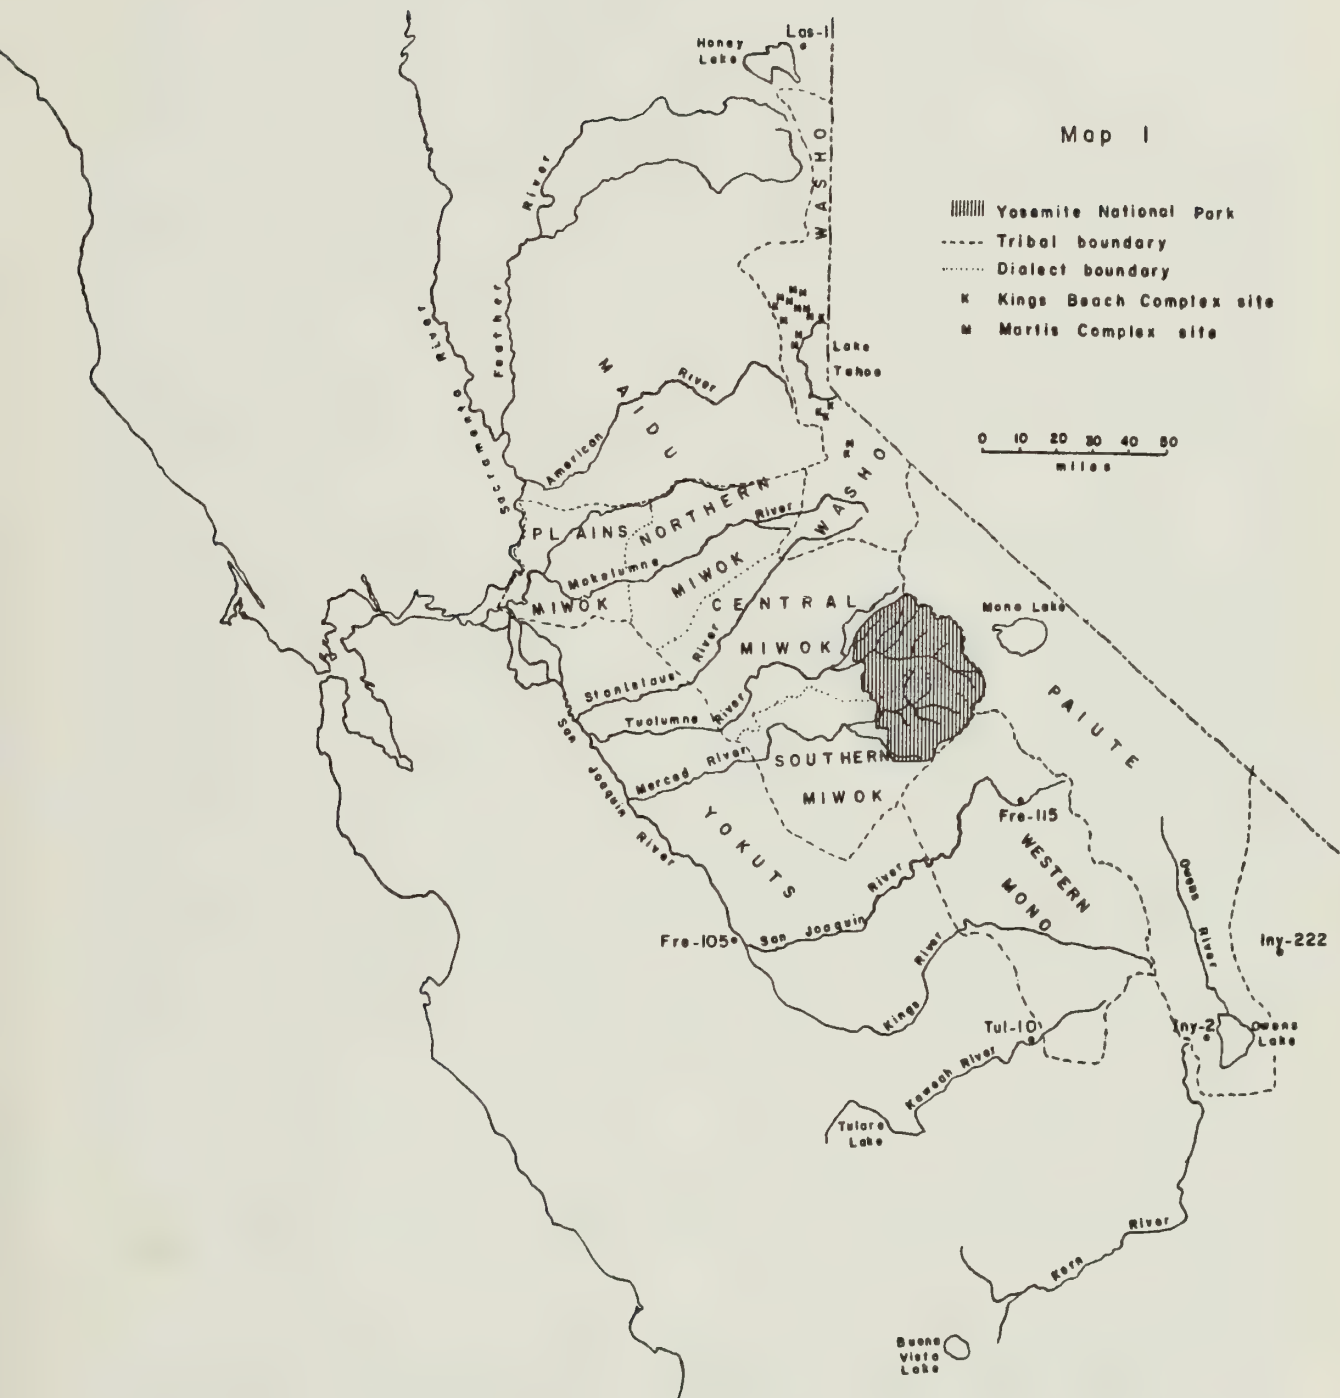 Las-1
Honey
Lake
Map 1
WASHO
Yosemite National Park
Tribal boundary
Dialect boundary
K Kings Beach Complex site
M Martis Complex site
0 10 20 30 40 50
miles
River
Feather
Sacramento River
MAIDU
American River
Lake
Tahoe
WASHO
PLAINS
MIWOK
NORTHERN
MIWOK
Mokelumne River
CENTRAL
MIWOK
Mono Lake
Stanislaus River
Tuolumne River
Merced River
SOUTHERN
MIWOK
PAIUTE
San Joaquin River
YOKUTS
Fre-115
WESTERN
MONO
Owens River
Fre-105
San Joaquin River
Kings River
Iny-222
Tul-10
Iny-2
Owens
Lake
Kaweah River
Tulare
Lake
Kern River
Buena
Vista
Lake